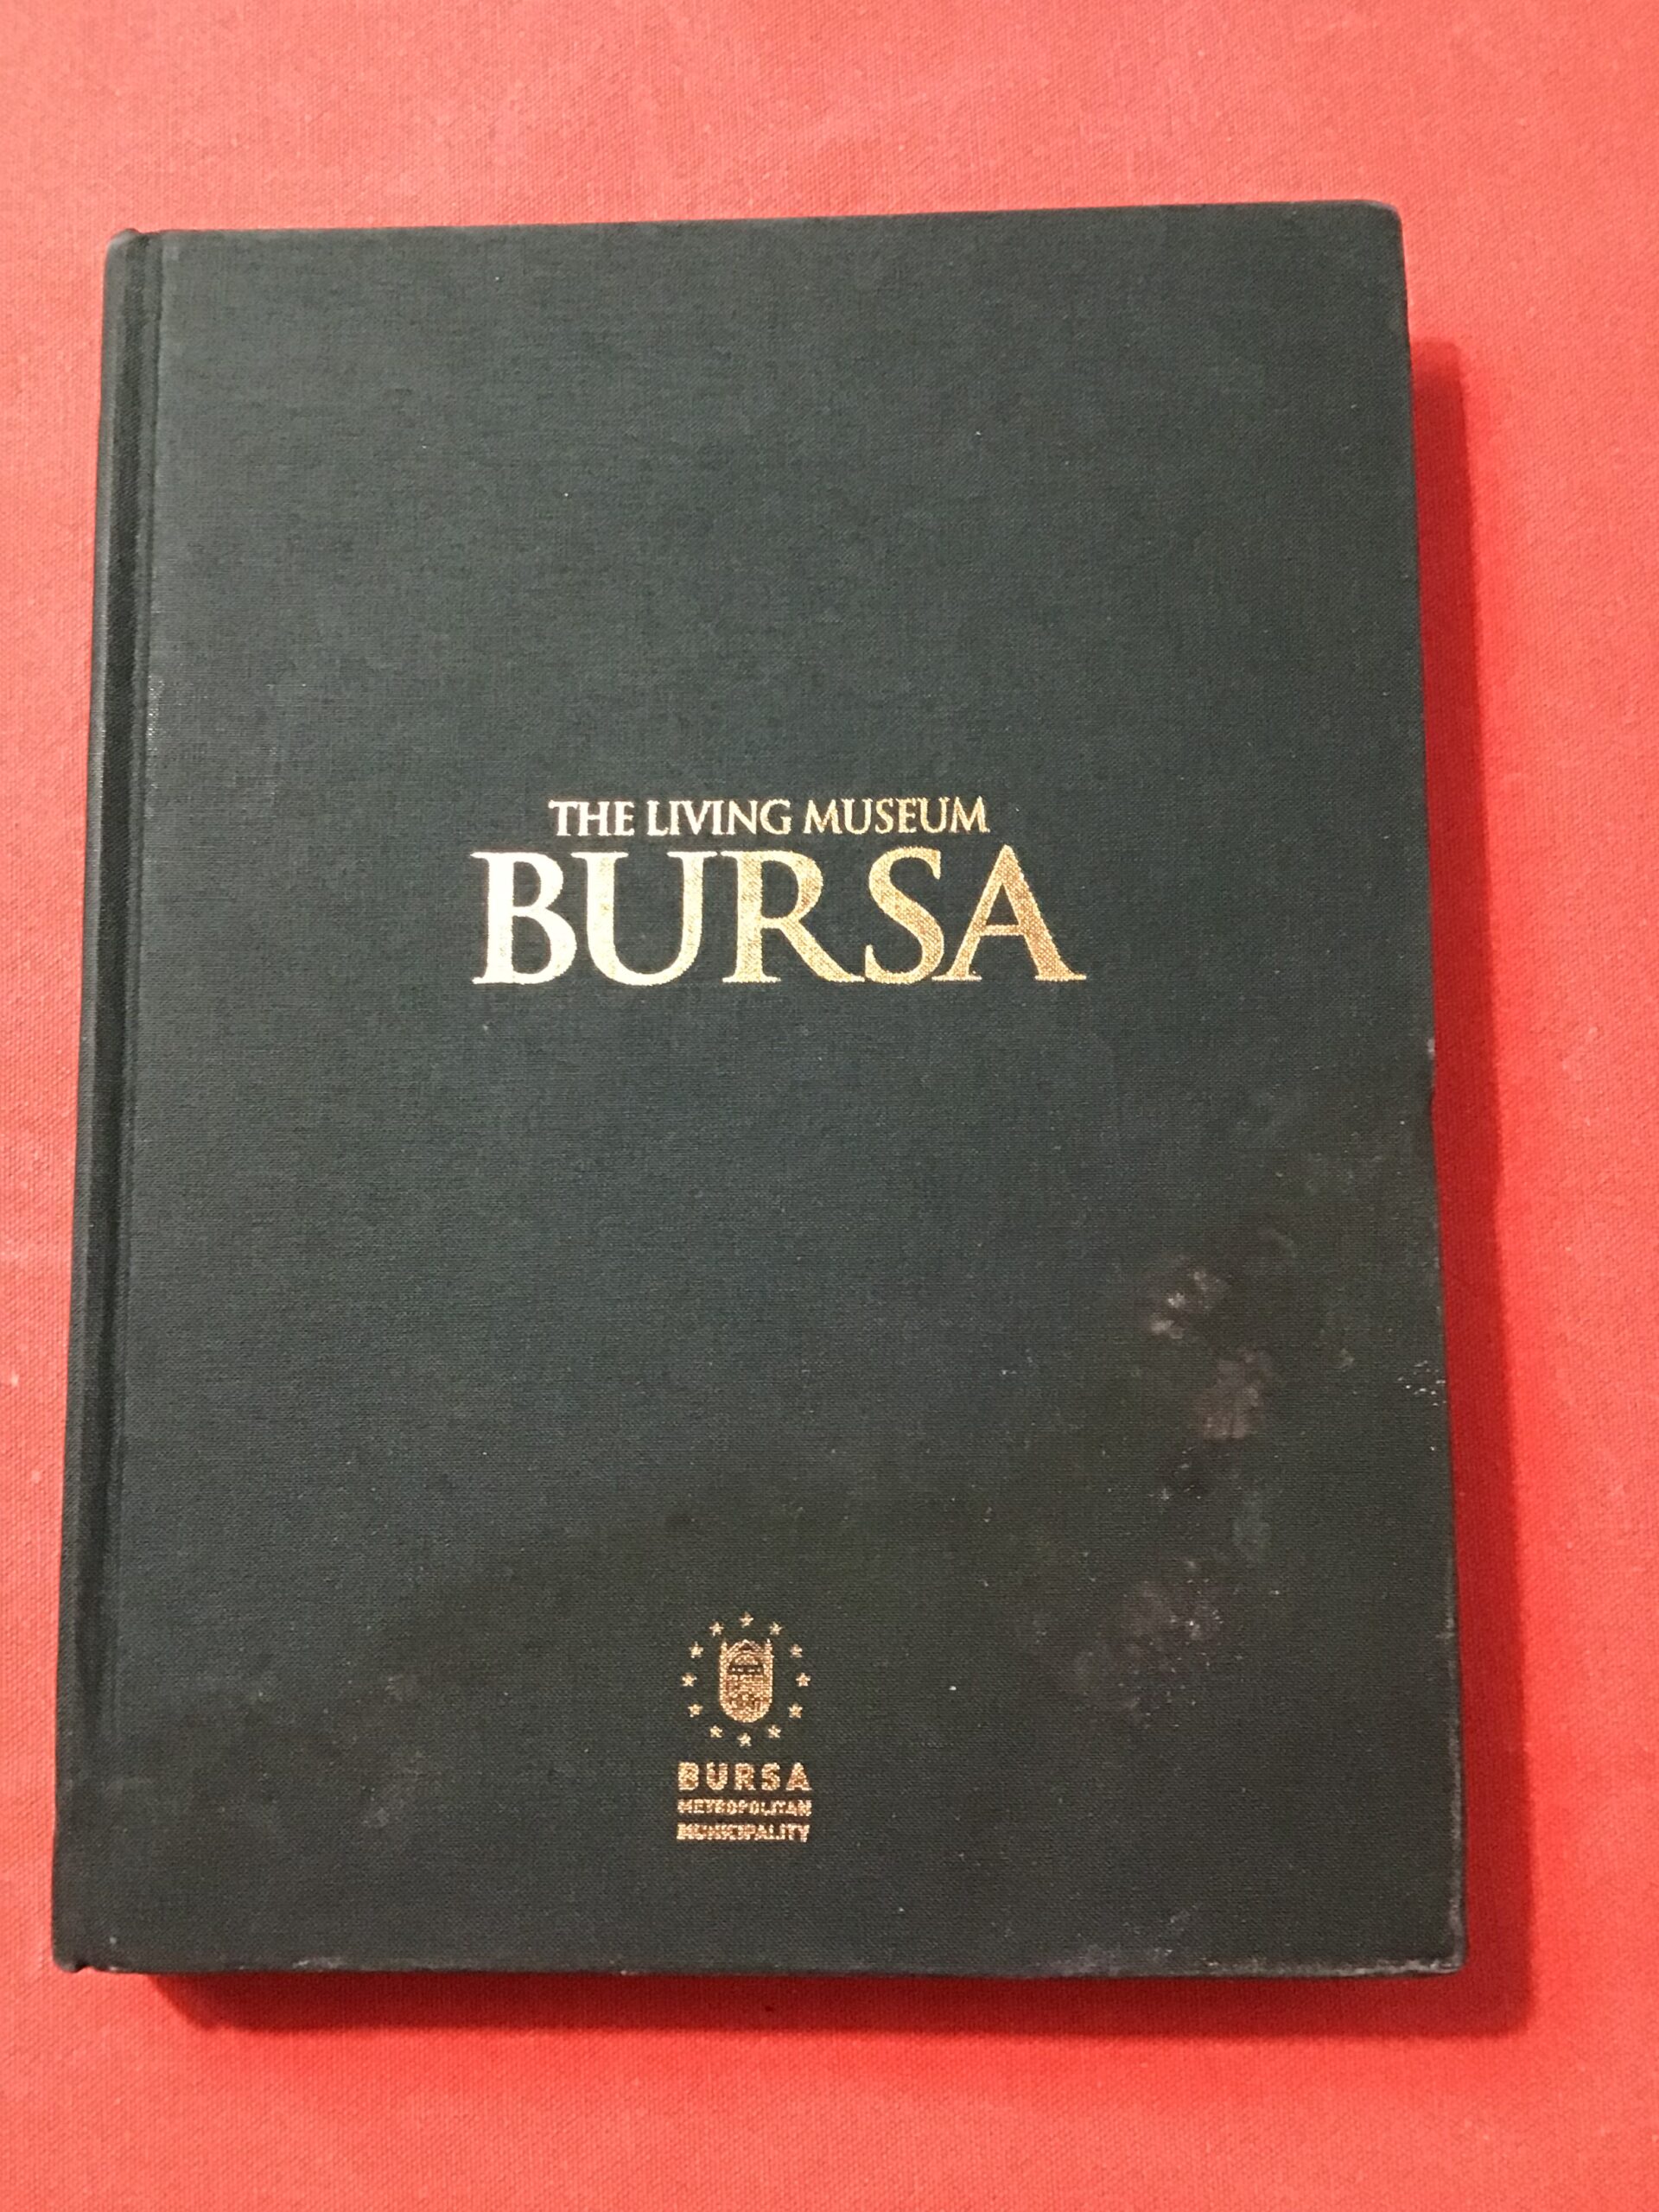 THE LIVING MUSEUM
BURSA
BURSA
METROPOLITAN
MUNICIPALITY